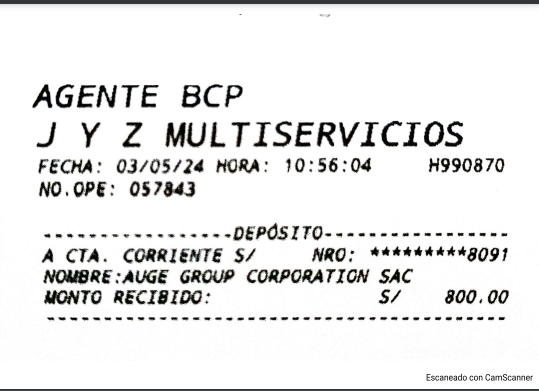 AGENTE BCP
J Y Z MULTISERVICIOS
FECHA: 03/05/24 HORA: 10:56:04 H990870
NO.OPE: 057843
------------------DEPÓSITO------------------
A CTA. CORRIENTE S/ NRO: *********8091
NOMBRE:AUGE GROUP CORPORATION SAC
MONTO RECIBIDO: S/ 800.00
--------------------------------------------
Escaneado con CamScanner